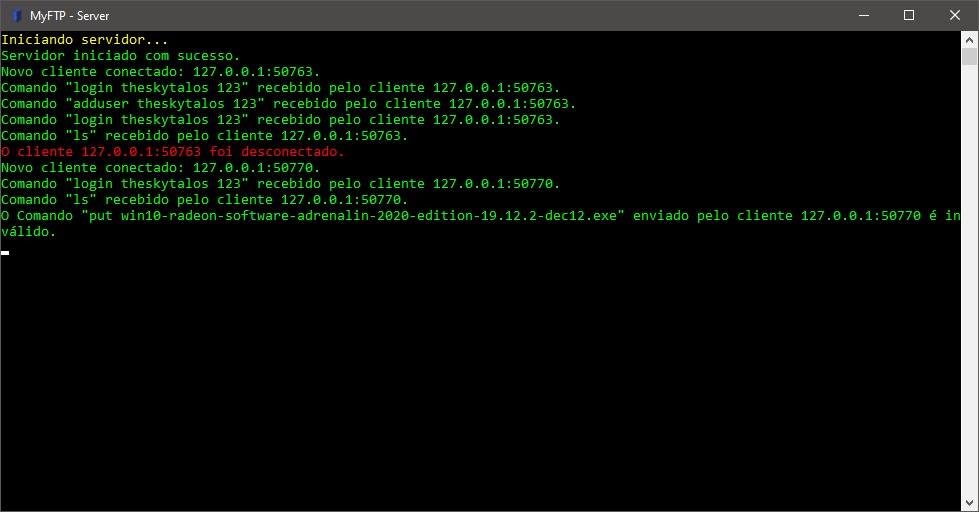 MyFTP - Server
Iniciando servidor...
Servidor iniciado com sucesso.
Novo cliente conectado: 127.0.0.1:50763.
Comando "login theskytalos 123" recebido pelo cliente 127.0.0.1:50763.
Comando "adduser theskytalos 123" recebido pelo cliente 127.0.0.1:50763.
Comando "login theskytalos 123" recebido pelo cliente 127.0.0.1:50763.
Comando "ls" recebido pelo cliente 127.0.0.1:50763.
O cliente 127.0.0.1:50763 foi desconectado.
Novo cliente conectado: 127.0.0.1:50770.
Comando "login theskytalos 123" recebido pelo cliente 127.0.0.1:50770.
Comando "ls" recebido pelo cliente 127.0.0.1:50770.
O Comando "put win10-radeon-software-adrenalin-2020-edition-19.12.2-dec12.exe" enviado pelo cliente 127.0.0.1:50770 é in
válido.